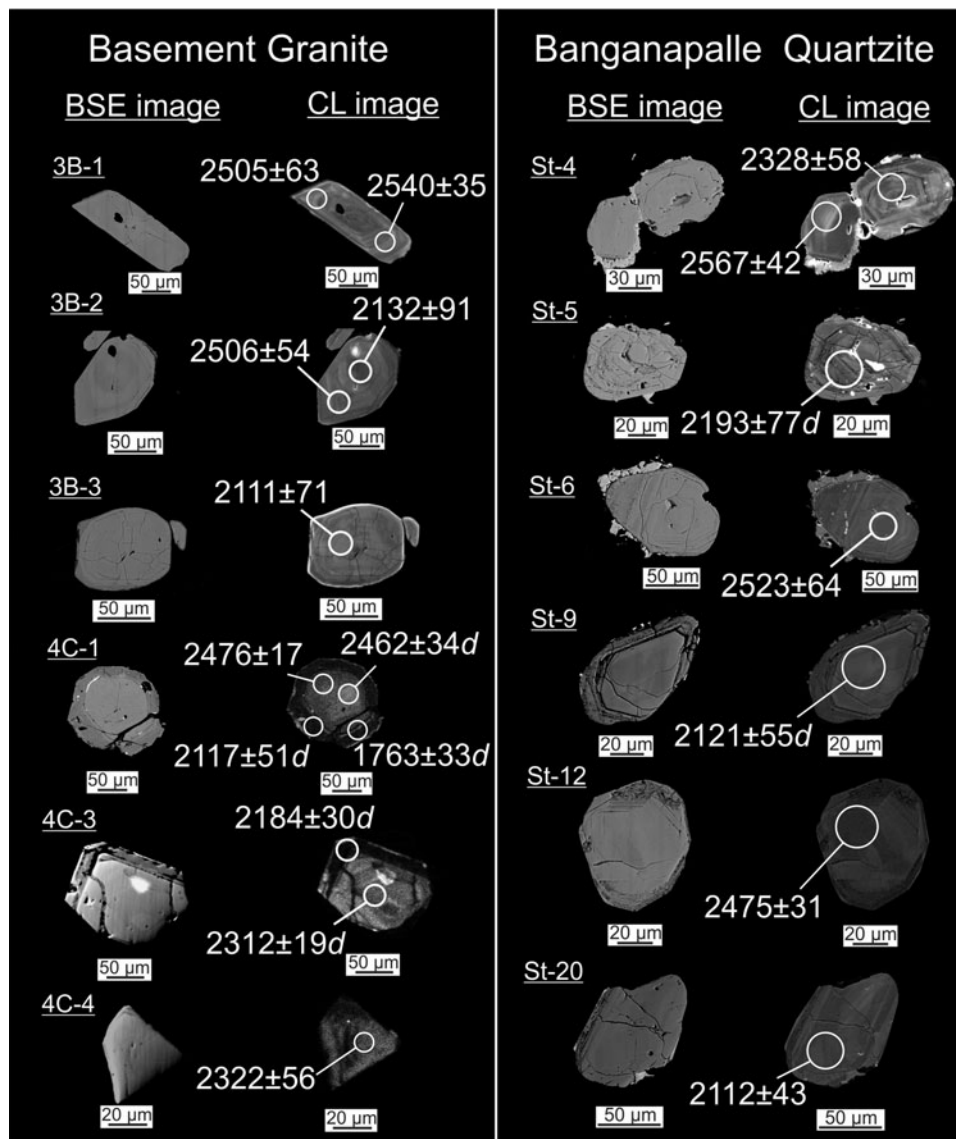 Basement Granite
BSE image CL image
3B-1
2505±63
2540±35
50 µm 50 µm
3B-2
2132±91
2506±54
50 µm 50 µm
3B-3
2111±71
50 µm 50 µm
4C-1
2476±17 2462±34d
2117±51d 1763±33d
50 µm 50 µm
4C-3
2184±30d
2312±19d
50 µm 50 µm
4C-4
2322±56
20 µm 20 µm
Banganapalle Quartzite
BSE image CL image
St-4
2328±58
2567±42
30 µm 30 µm
St-5
2193±77d
20 µm 20 µm
St-6
2523±64
50 µm 50 µm
St-9
2121±55d
20 µm 20 µm
St-12
2475±31
20 µm 20 µm
St-20
2112±43
50 µm 50 µm